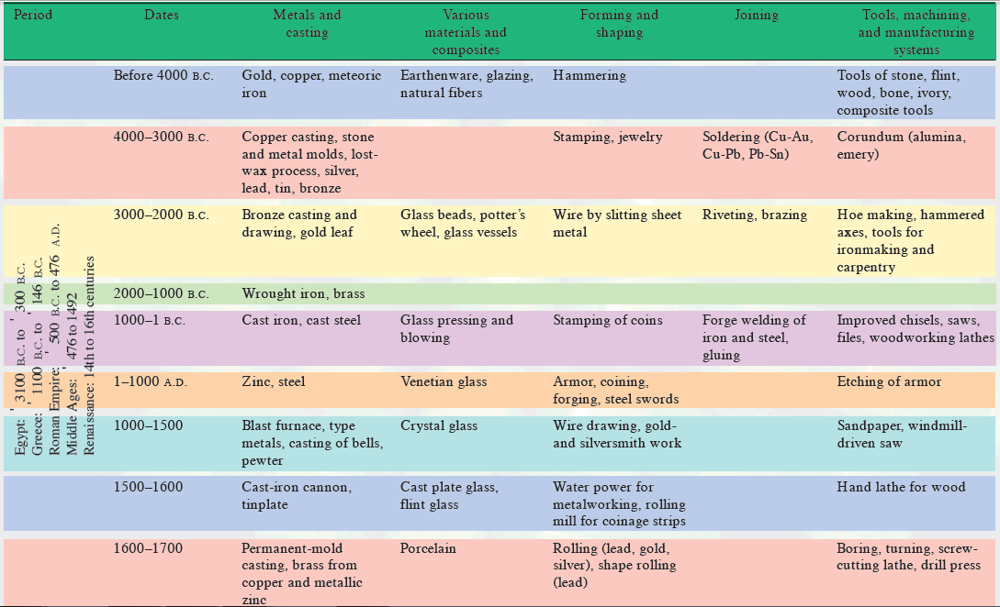 Period Dates Metals and casting Various materials and composites Forming and shaping Joining Tools, machining, and manufacturing systems
Egypt: ' 3100 B.C. to ' 300 B.C.
Greece: ' 1100 B.C. to ' 146 B.C.
Roman Empire: ' 500 B.C. to 476 A.D.
Middle Ages: ' 476 to 1492
Renaissance: 14th to 16th centuries
Before 4000 B.C. Gold, copper, meteoric iron Earthenware, glazing, natural fibers Hammering Tools of stone, flint, wood, bone, ivory, composite tools
4000–3000 B.C. Copper casting, stone and metal molds, lost-wax process, silver, lead, tin, bronze Stamping, jewelry Soldering (Cu-Au, Cu-Pb, Pb-Sn) Corundum (alumina, emery)
3000–2000 B.C. Bronze casting and drawing, gold leaf Glass beads, potter's wheel, glass vessels Wire by slitting sheet metal Riveting, brazing Hoe making, hammered axes, tools for ironmaking and carpentry
2000–1000 B.C. Wrought iron, brass
1000–1 B.C. Cast iron, cast steel Glass pressing and blowing Stamping of coins Forge welding of iron and steel, gluing Improved chisels, saws, files, woodworking lathes
1–1000 A.D. Zinc, steel Venetian glass Armor, coining, forging, steel swords Etching of armor
1000–1500 Blast furnace, type metals, casting of bells, pewter Crystal glass Wire drawing, gold- and silversmith work Sandpaper, windmill-driven saw
1500–1600 Cast-iron cannon, tinplate Cast plate glass, flint glass Water power for metalworking, rolling mill for coinage strips Hand lathe for wood
1600–1700 Permanent-mold casting, brass from copper and metallic zinc Porcelain Rolling (lead, gold, silver), shape rolling (lead) Boring, turning, screw-cutting lathe, drill press